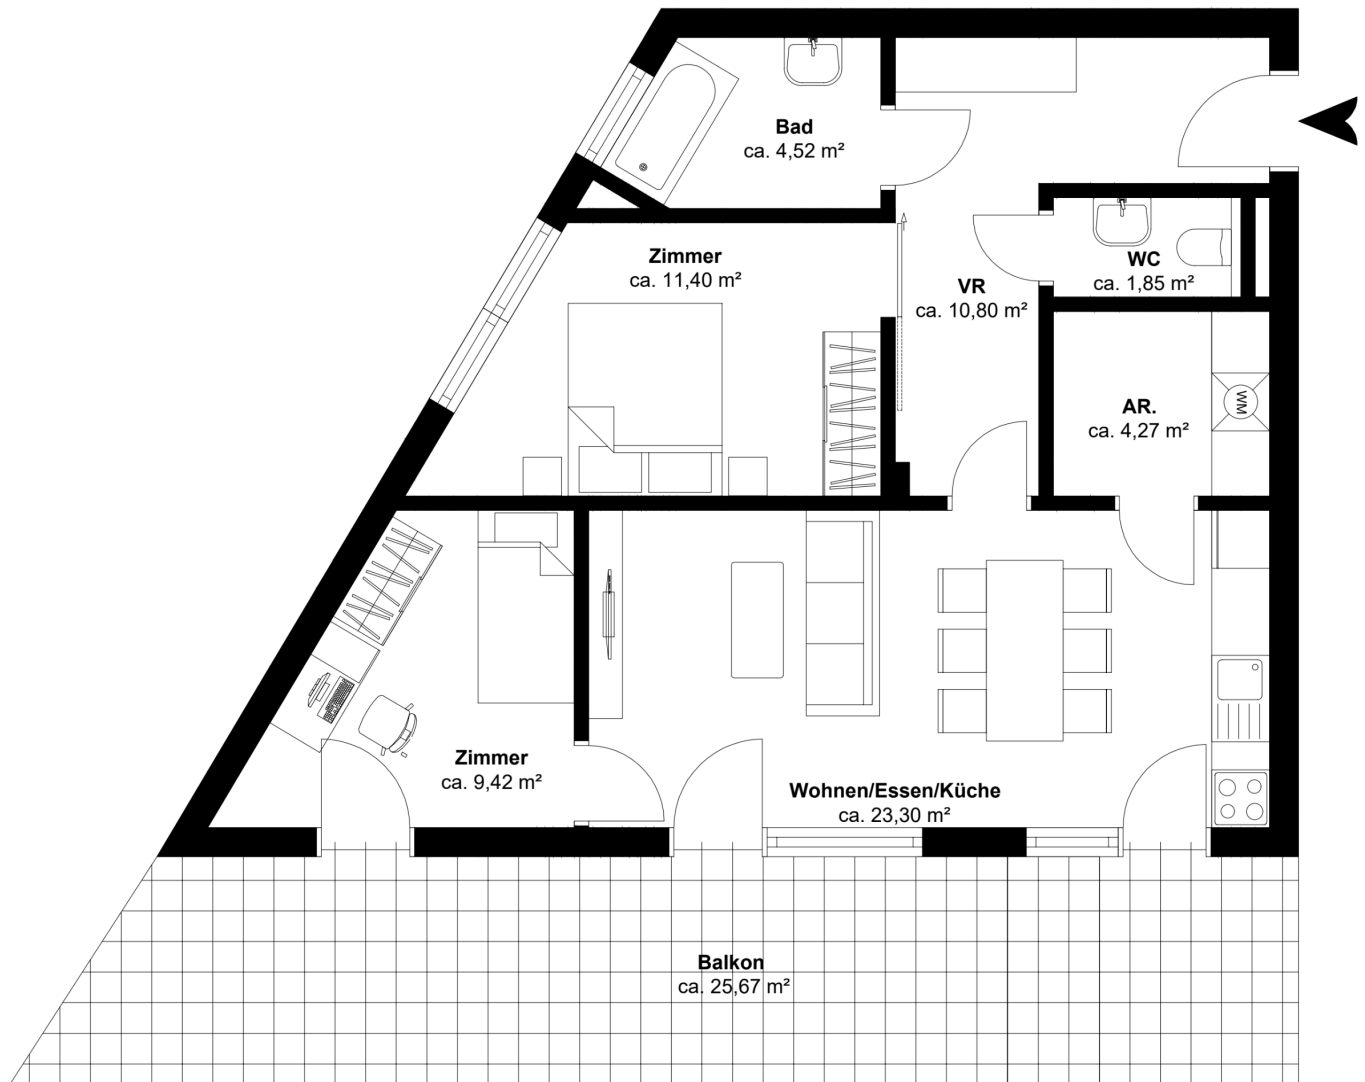 Bad
ca. 4,52 m²
Zimmer
ca. 11,40 m²
VR
ca. 10,80 m²
WC
ca. 1,85 m²
AR.
ca. 4,27 m²
WM
Zimmer
ca. 9,42 m²
Wohnen/Essen/Küche
ca. 23,30 m²
Balkon
ca. 25,67 m²